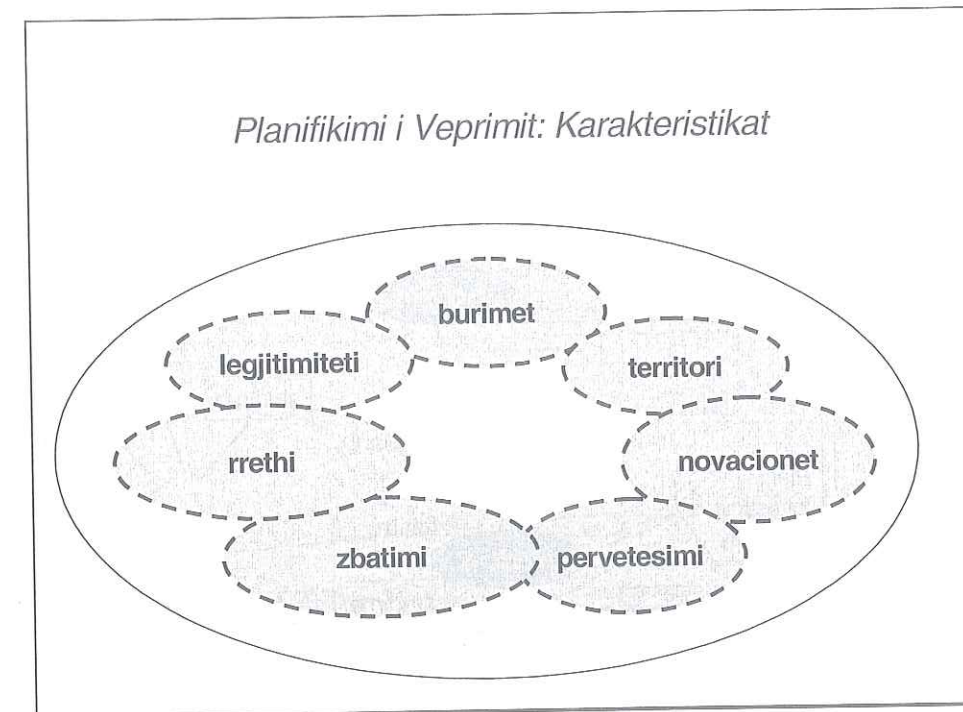 Planifikimi i Veprimit: Karakteristikat
burimet
legjitimiteti
territori
rrethi
novacionet
zbatimi
pervetesimi